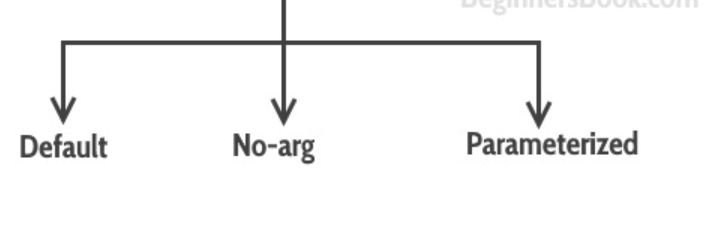 BeginnersBook.com
Default
No-arg
Parameterized